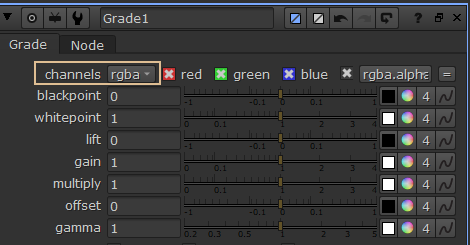 Grade1 ? x
Grade Node
channels rgba red green blue rgba.alpha =
blackpoint 0 -1 -0.1 0 0.1 1 4
whitepoint 1 0 0.1 1 2 3 4 4
lift 0 -1 -0.1 0 0.1 1 4
gain 1 0 0.1 1 2 3 4 4
multiply 1 0 0.1 1 2 3 4 4
offset 0 -1 -0.1 0 0.1 1 4
gamma 1 0.2 0.3 1 2 3 4 5 4